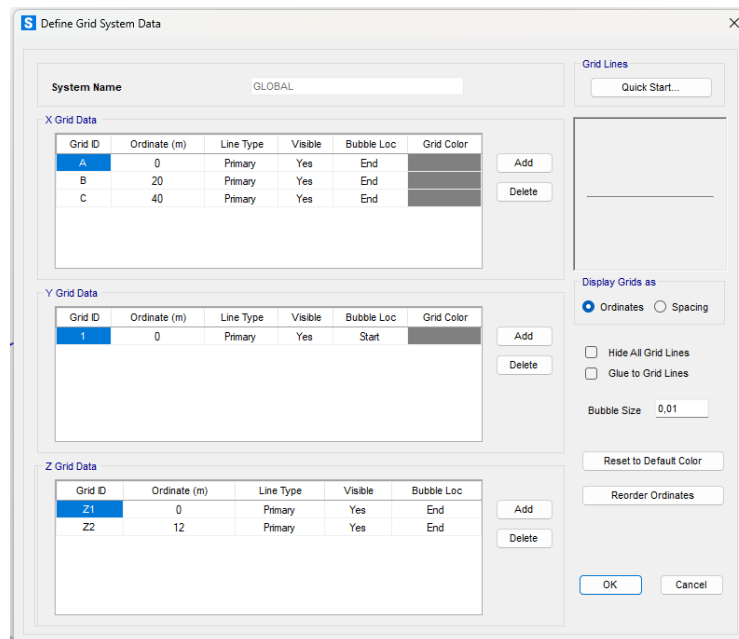 S Define Grid System Data
System Name GLOBAL
Grid Lines
Quick Start...
X Grid Data
Grid ID Ordinate (m) Line Type Visible Bubble Loc Grid Color
A 0 Primary Yes End
B 20 Primary Yes End
C 40 Primary Yes End
Add
Delete
Y Grid Data
Grid ID Ordinate (m) Line Type Visible Bubble Loc Grid Color
1 0 Primary Yes Start
Add
Delete
Z Grid Data
Grid ID Ordinate (m) Line Type Visible Bubble Loc
Z1 0 Primary Yes End
Z2 12 Primary Yes End
Add
Delete
Display Grids as
Ordinates Spacing
Hide All Grid Lines
Glue to Grid Lines
Bubble Size 0,01
Reset to Default Color
Reorder Ordinates
OK Cancel